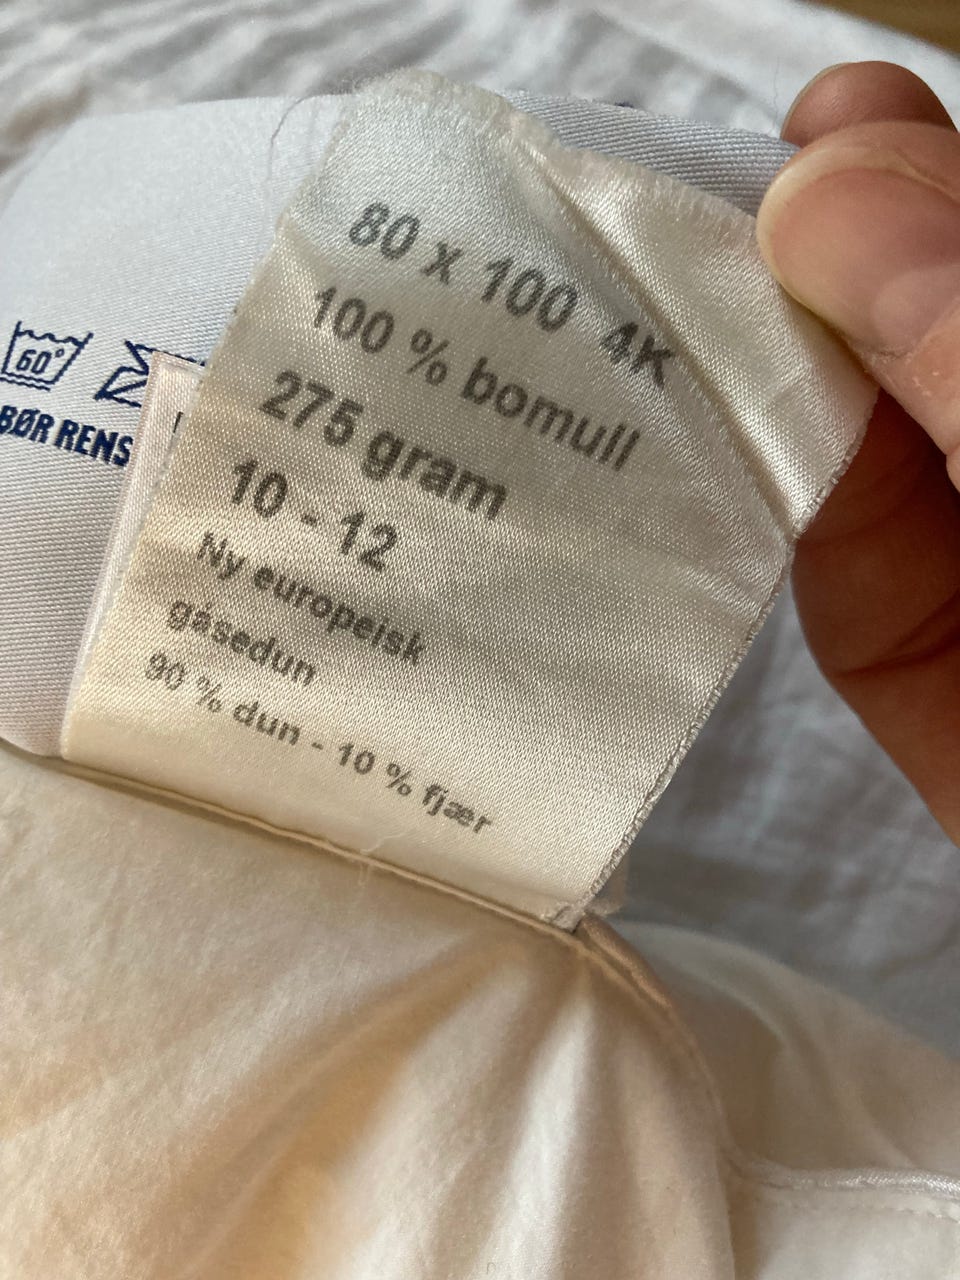 80 x 100 4K
100 % bomull
275 gram
10 - 12
Ny europeisk
gåsedun
90 % dun - 10 % fjær
60°
BØR RENS